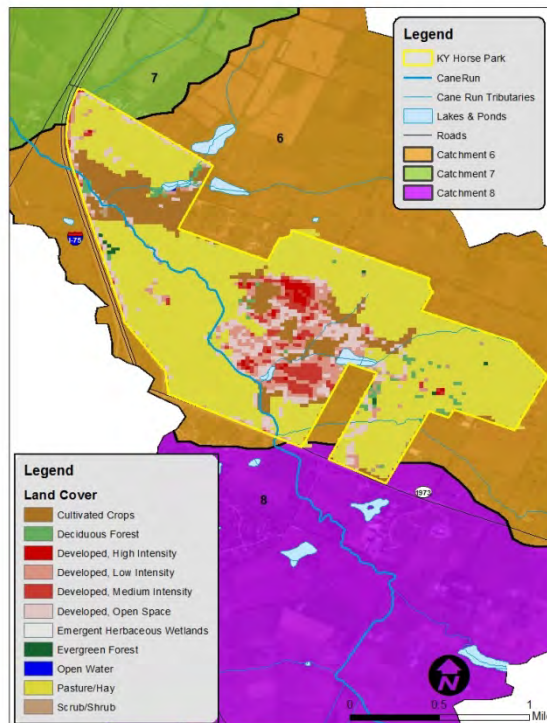 7
6
Legend
KY Horse Park
CaneRun
Cane Run Tributaries
Lakes & Ponds
Roads
Catchment 6
Catchment 7
Catchment 8
I-75
Legend
Land Cover
Cultivated Crops
Deciduous Forest
Developed, High Intensity
Developed, Low Intensity
Developed, Medium Intensity
Developed, Open Space
Emergent Herbaceous Wetlands
Evergreen Forest
Open Water
Pasture/Hay
Scrub/Shrub
8
1973
N
0 0.5 1
Mil